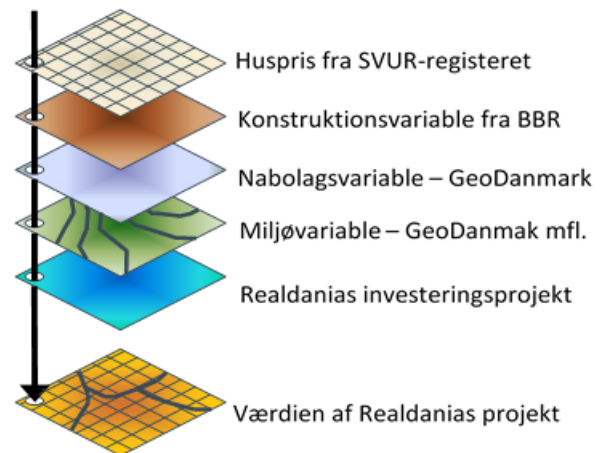 Huspris fra SVUR-registeret
Konstruktionsvariable fra BBR
Nabolagsvariable – GeoDanmark
Miljøvariable – GeoDanmak mfl.
Realdanias investeringsprojekt
Værdien af Realdanias projekt